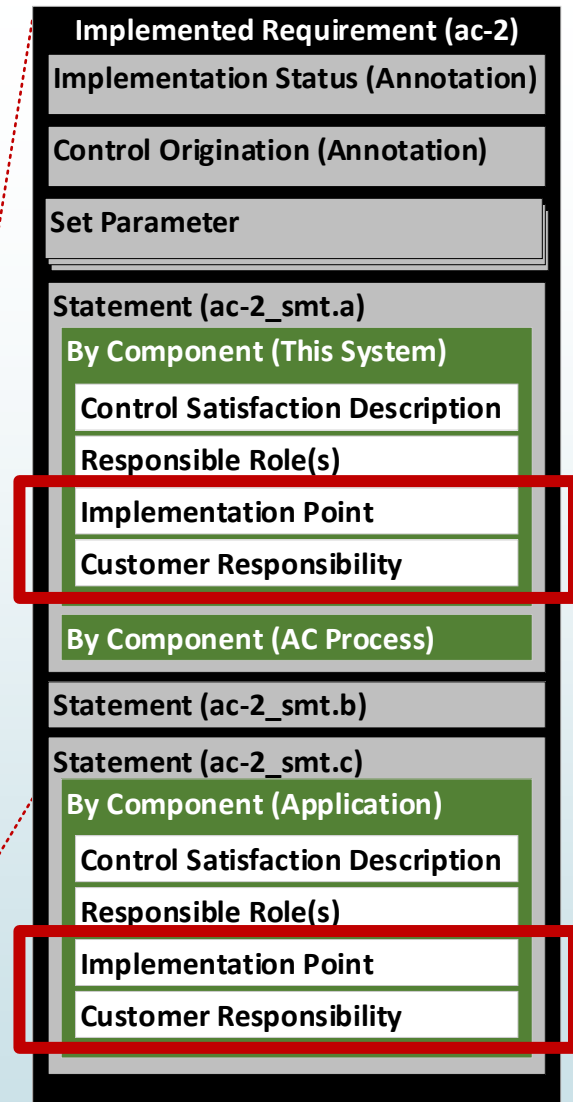 Implemented Requirement (ac-2)
Implementation Status (Annotation)
Control Origination (Annotation)
Set Parameter
Statement (ac-2_smt.a)
By Component (This System)
Control Satisfaction Description
Responsible Role(s)
Implementation Point
Customer Responsibility
By Component (AC Process)
Statement (ac-2_smt.b)
Statement (ac-2_smt.c)
By Component (Application)
Control Satisfaction Description
Responsible Role(s)
Implementation Point
Customer Responsibility